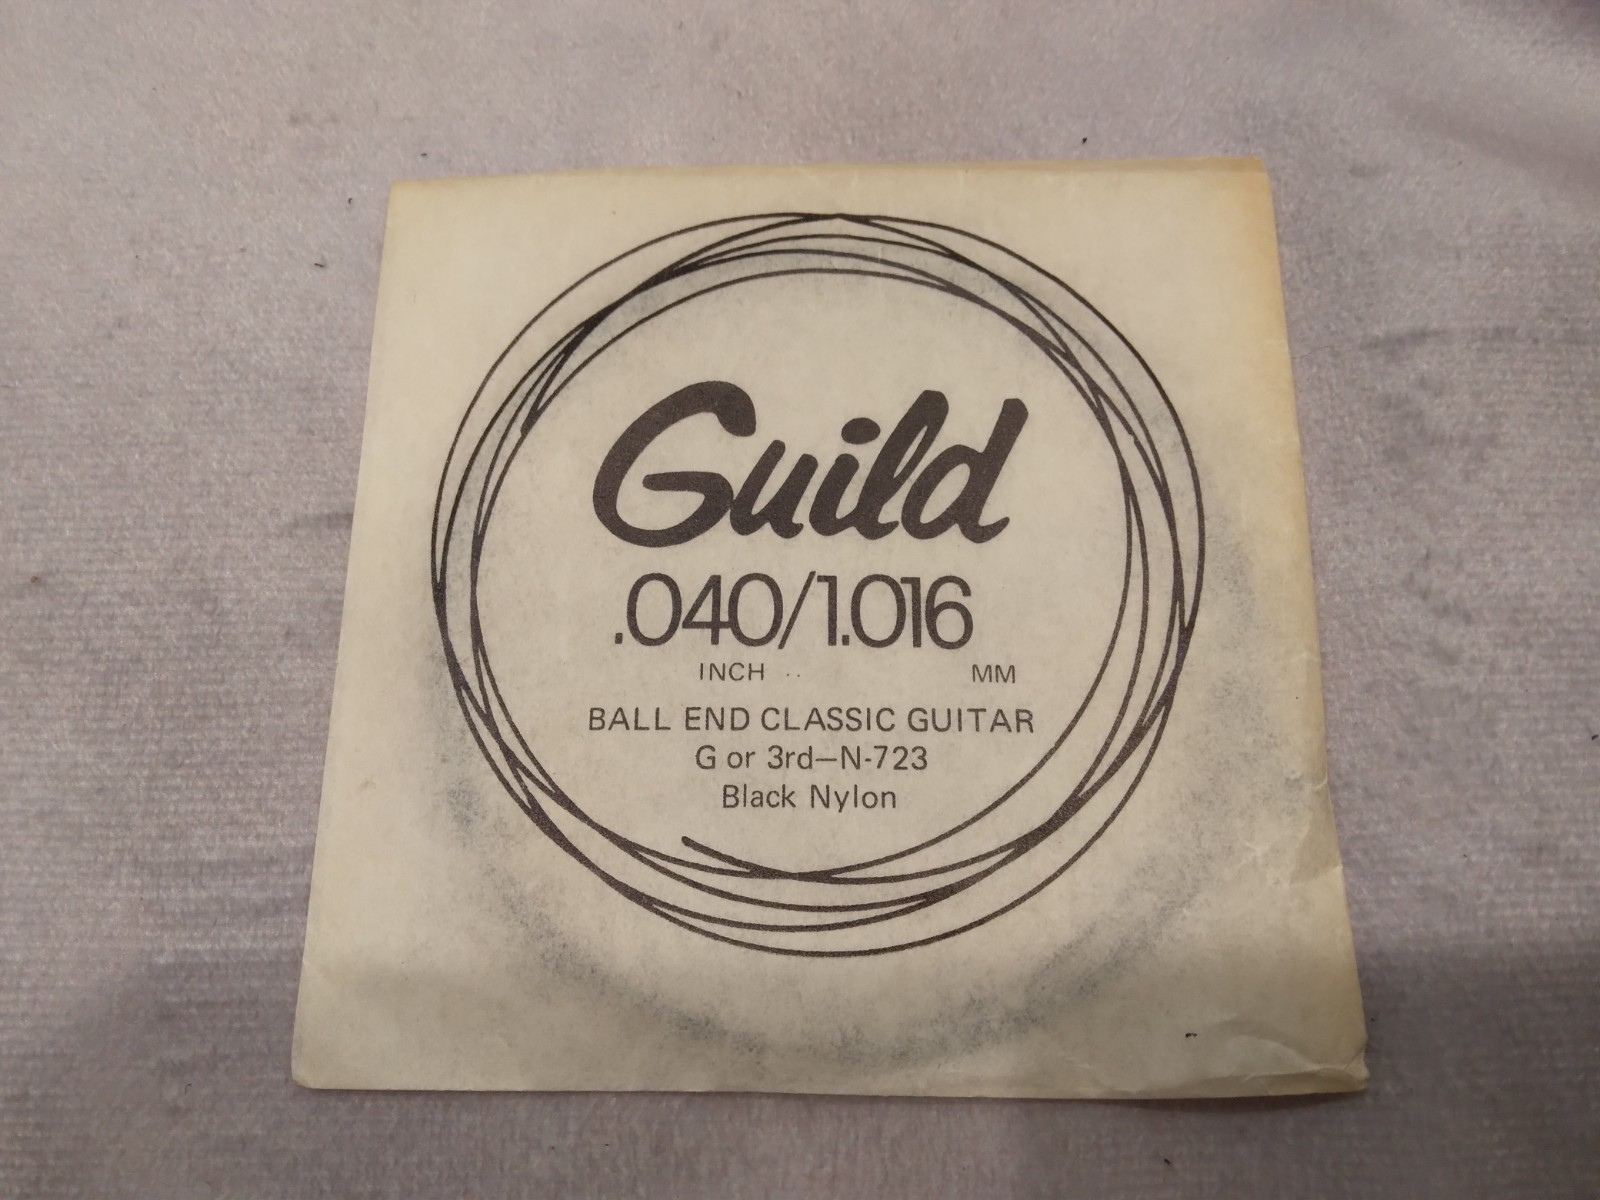 Guild
.040/1.016
INCH MM
BALL END CLASSIC GUITAR
G or 3rd—N-723
Black Nylon